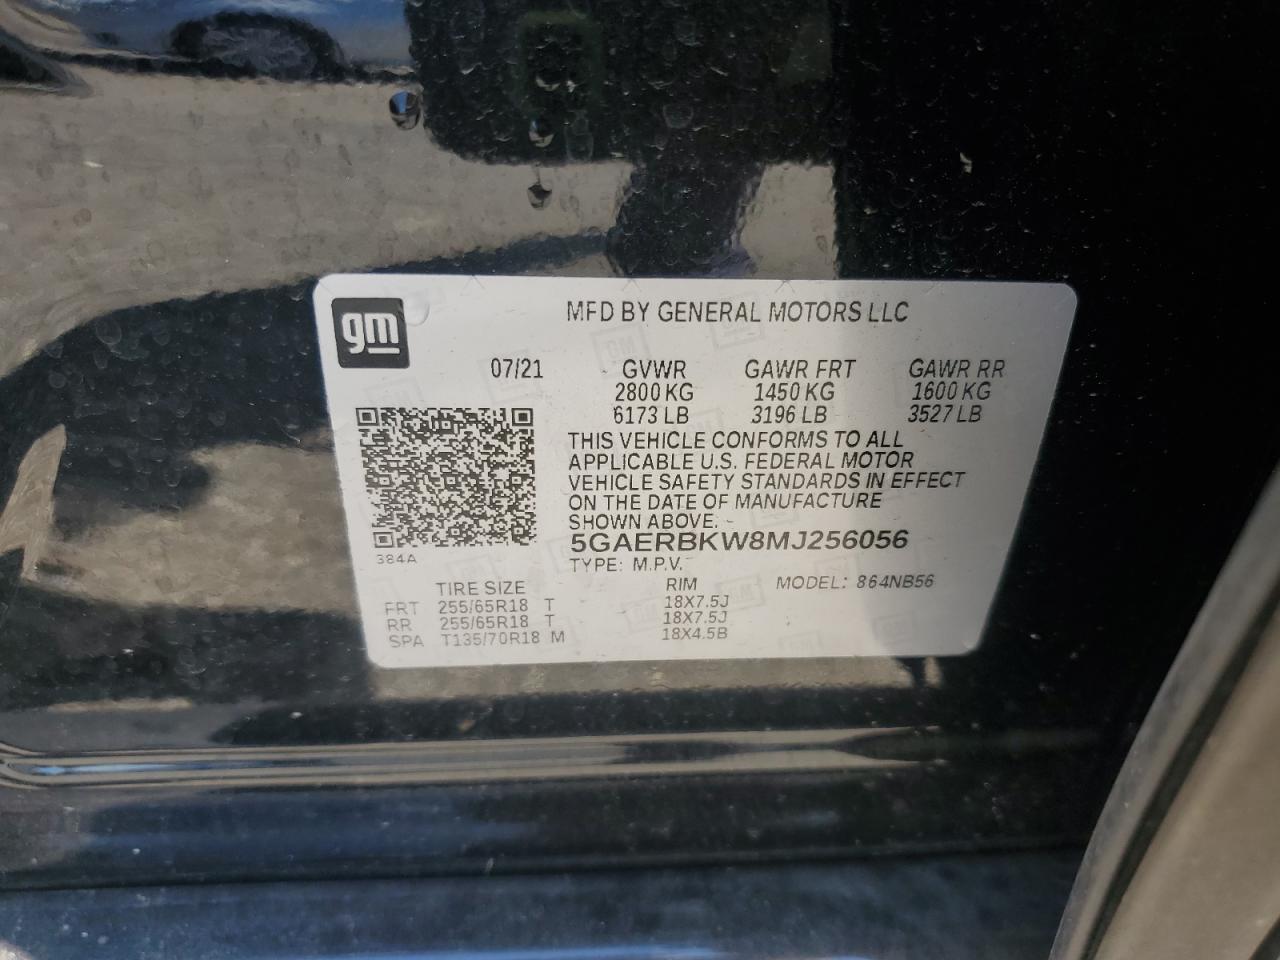 gm
MFD BY GENERAL MOTORS LLC
07/21 GVWR GAWR FRT GAWR RR
2800 KG 1450 KG 1600 KG
6173 LB 3196 LB 3527 LB
THIS VEHICLE CONFORMS TO ALL
APPLICABLE U.S. FEDERAL MOTOR
VEHICLE SAFETY STANDARDS IN EFFECT
ON THE DATE OF MANUFACTURE
SHOWN ABOVE.
5GAERBKW8MJ256056
384A
TYPE: M.P.V.
TIRE SIZE RIM MODEL: 864NB56
FRT 255/65R18 T 18X7.5J
RR 255/65R18 T 18X7.5J
SPA T135/70R18 M 18X4.5B